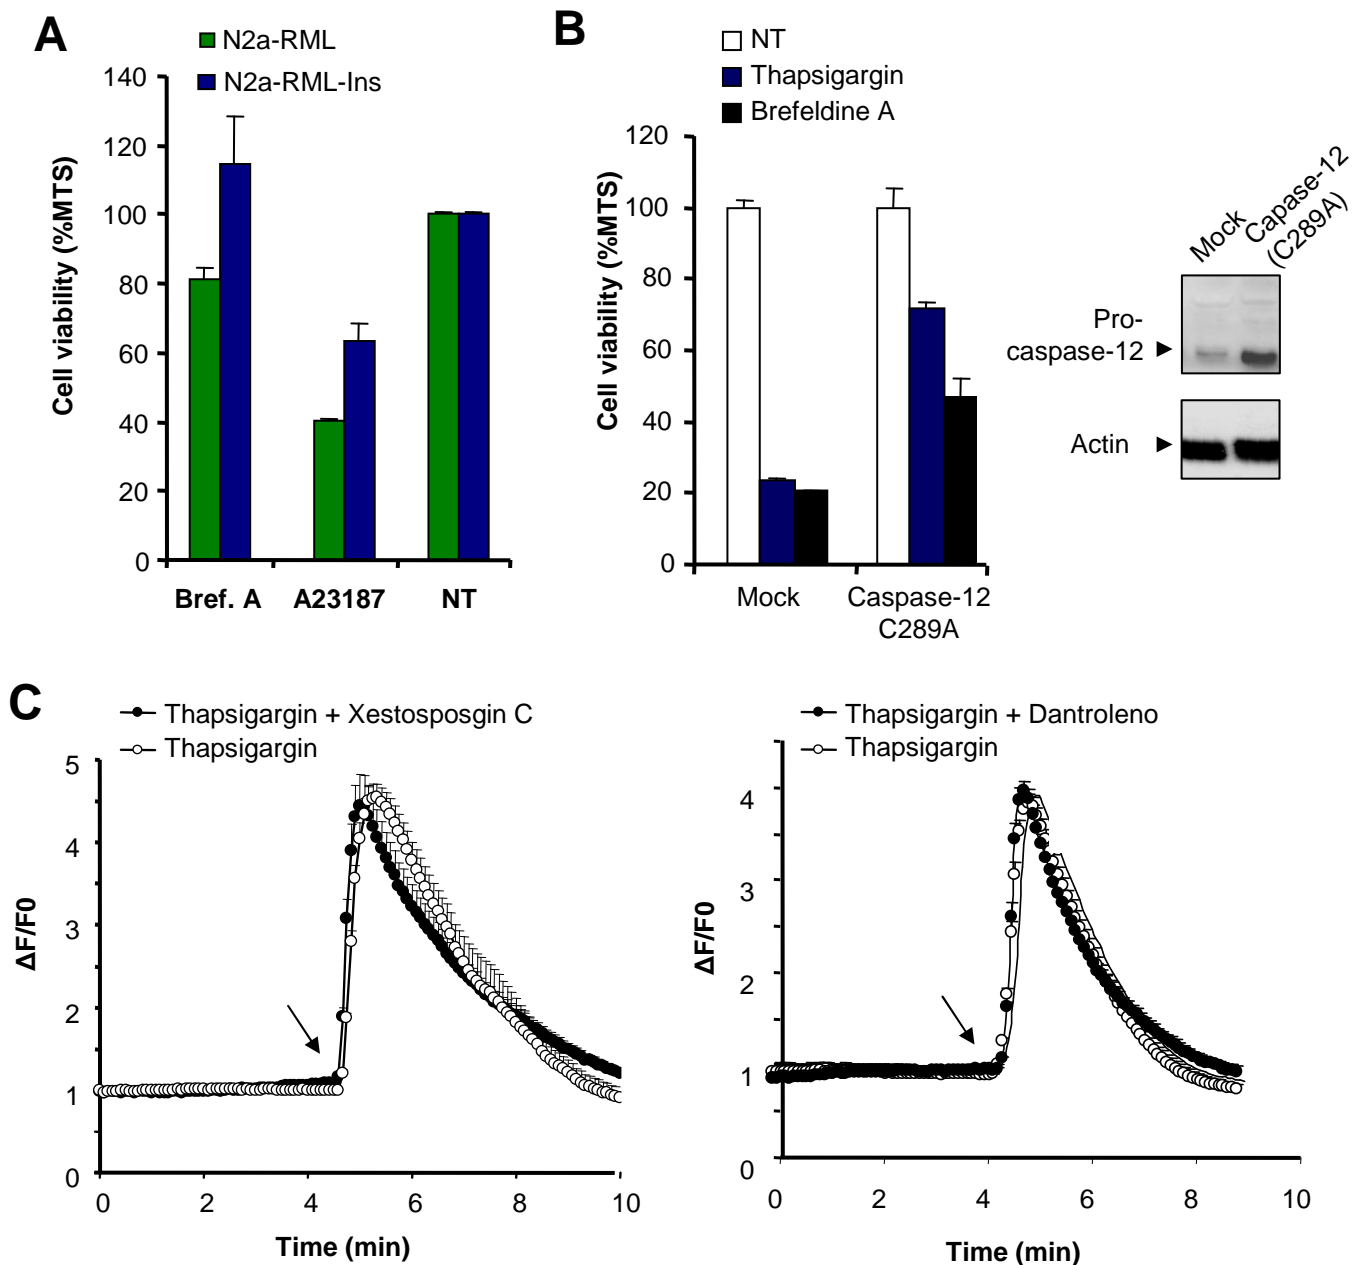 A
N2a-RML
N2a-RML-Ins
140
120
100
80
60
40
20
0
Cell viability (%MTS)
Bref. A
A23187
NT
B
NT
Thapsigargin
Brefeldine A
120
100
80
60
40
20
0
Cell viability (%MTS)
Mock
Caspase-12
C289A
Mock
Capase-12
(C289A)
Pro-
caspase-12
Actin
C
Thapsigargin + Xestosposgin C
Thapsigargin
5
4
3
2
1
0
ΔF/F0
0 2 4 6 8 10
Time (min)
Thapsigargin + Dantroleno
Thapsigargin
4
3
2
1
0
ΔF/F0
0 2 4 6 8 10
Time (min)